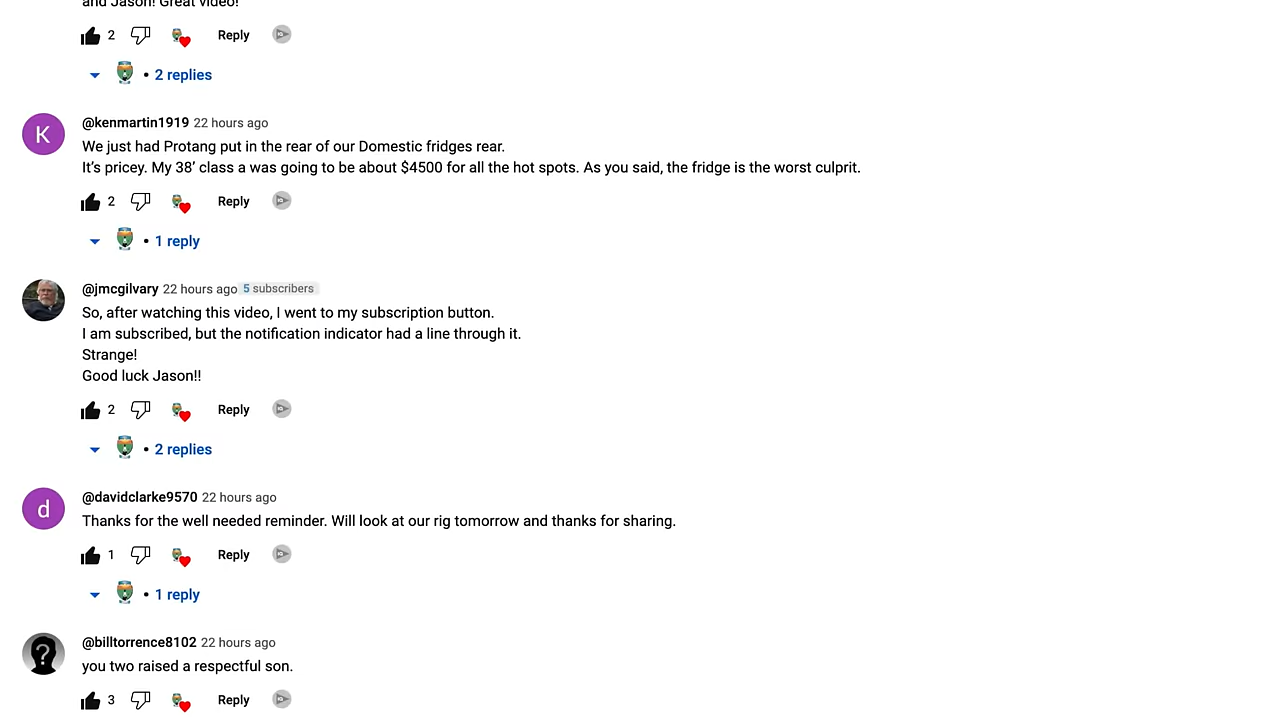 and Jason! Great video!
2 Reply
• 2 replies
K
@kenmartin1919 22 hours ago
We just had Protang put in the rear of our Domestic fridges rear.
It’s pricey. My 38’ class a was going to be about $4500 for all the hot spots. As you said, the fridge is the worst culprit.
2 Reply
• 1 reply
@jmcgilvary 22 hours ago 5 subscribers
So, after watching this video, I went to my subscription button.
I am subscribed, but the notification indicator had a line through it.
Strange!
Good luck Jason!!
2 Reply
• 2 replies
d
@davidclarke9570 22 hours ago
Thanks for the well needed reminder. Will look at our rig tomorrow and thanks for sharing.
1 Reply
• 1 reply
?
@billtorrence8102 22 hours ago
you two raised a respectful son.
3 Reply